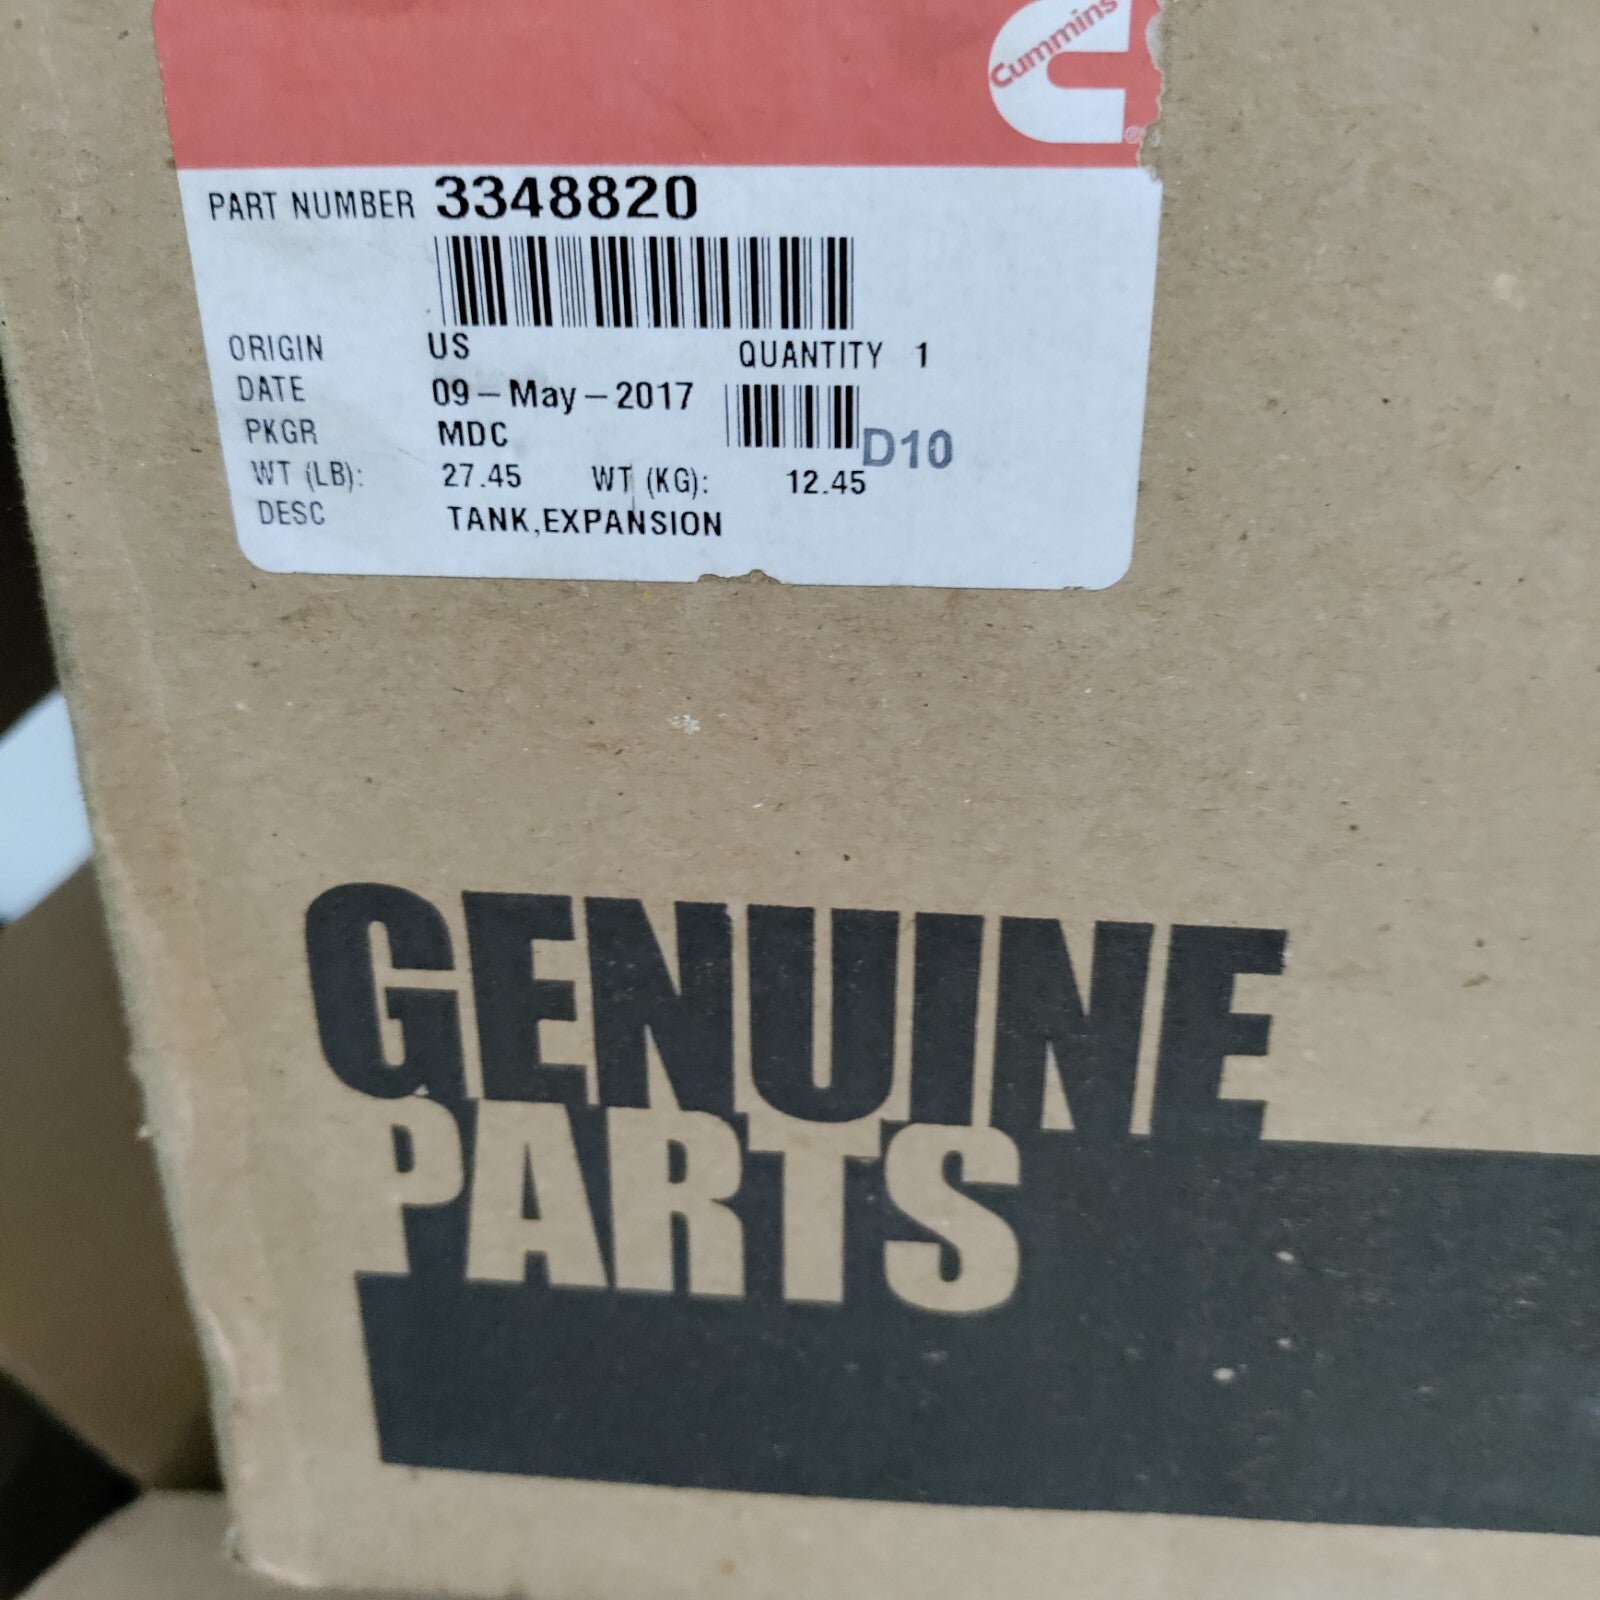 Cummins
PART NUMBER 3348820
ORIGIN US QUANTITY 1
DATE 09-May-2017
PKGR MDC D10
WT (LB): 27.45 WT (KG): 12.45
DESC TANK,EXPANSION
GENUINE
PARTS